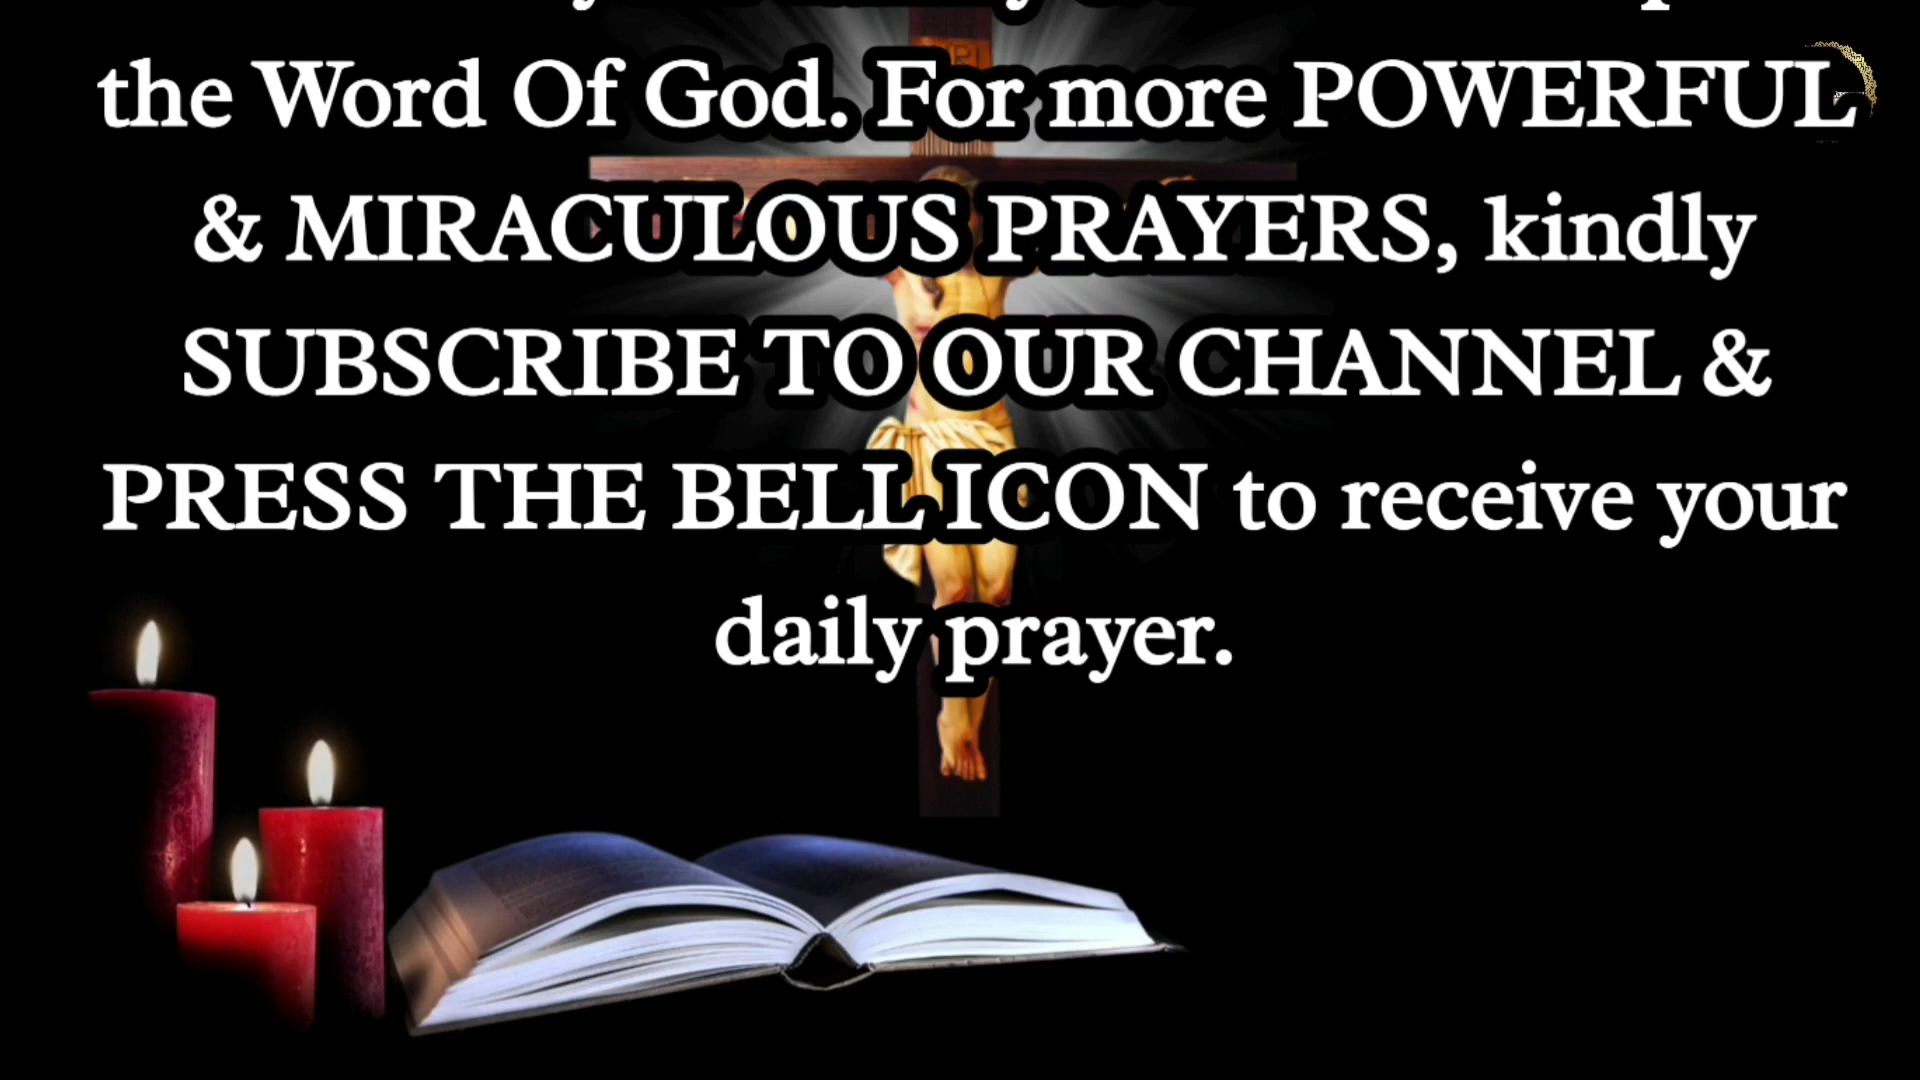 the Word Of God. For more POWERFUL
& MIRACULOUS PRAYERS, kindly
SUBSCRIBE TO OUR CHANNEL &
PRESS THE BELL ICON to receive your
daily prayer.